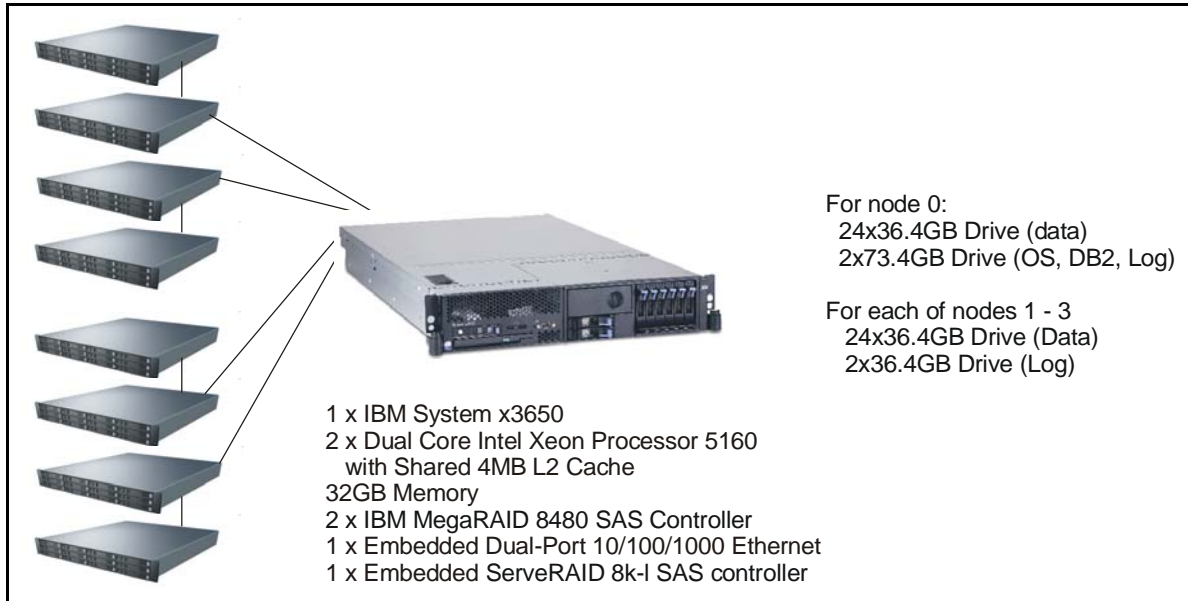 For node 0:
24x36.4GB Drive (data)
2x73.4GB Drive (OS, DB2, Log)
For each of nodes 1 - 3
24x36.4GB Drive (Data)
2x36.4GB Drive (Log)
1 x IBM System x3650
2 x Dual Core Intel Xeon Processor 5160
with Shared 4MB L2 Cache
32GB Memory
2 x IBM MegaRAID 8480 SAS Controller
1 x Embedded Dual-Port 10/100/1000 Ethernet
1 x Embedded ServeRAID 8k-l SAS controller